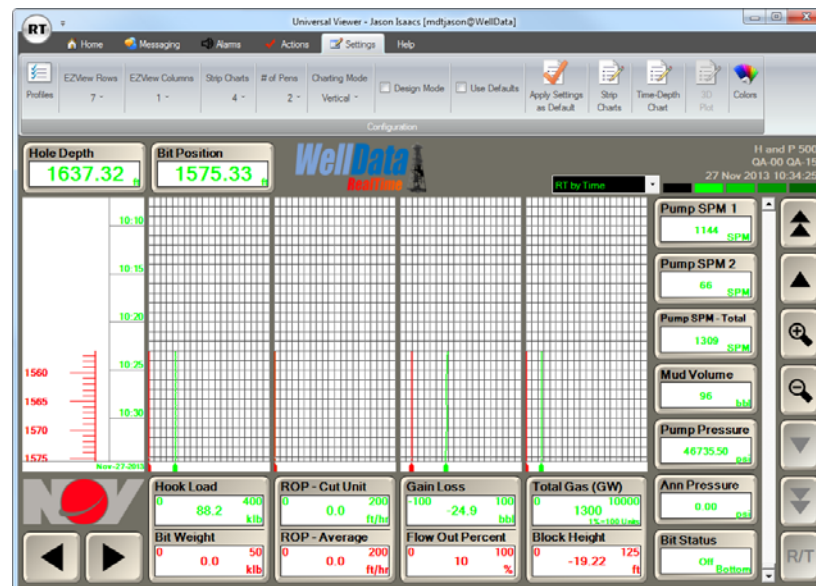 Universal Viewer - Jason Isaacs [mdtjason@WellData]
RT
Home Messaging Alarms Actions Settings Help
Profiles
EZView Rows
7
EZView Columns
1
Strip Charts
4
# of Pens
2
Charting Mode
Vertical
Design Mode
Use Defaults
Apply Settings
as Default
Strip
Charts
Time-Depth
Chart
3D
Plot
Colors
Configuration
Hole Depth
1637.32 ft
Bit Position
1575.33 ft
WellData
RealTime
H and P 500
QA-00 QA-15
27 Nov 2013 10:34:25
RT by Time
10:10
10:15
10:20
10:25
10:30
1560
1565
1570
1575
Nov-27-2013
Pump SPM 1
1144
SPM
Pump SPM 2
66
SPM
Pump SPM - Total
1309
SPM
Mud Volume
96
bbl
Pump Pressure
46735.50
psi
Ann Pressure
0.00
psi
Bit Status
Off
Bottom
NOV
Hook Load
0 400
88.2
klb
ROP - Cut Unit
0 200
0.0
ft/hr
Gain Loss
-100 100
-24.9
bbl
Total Gas (GW)
0 10000
1300
1%=100 Units
Bit Weight
0 50
0.0
klb
ROP - Average
0 200
0.0
ft/hr
Flow Out Percent
0 100
10
%
Block Height
0 125
-19.22
ft
R/T